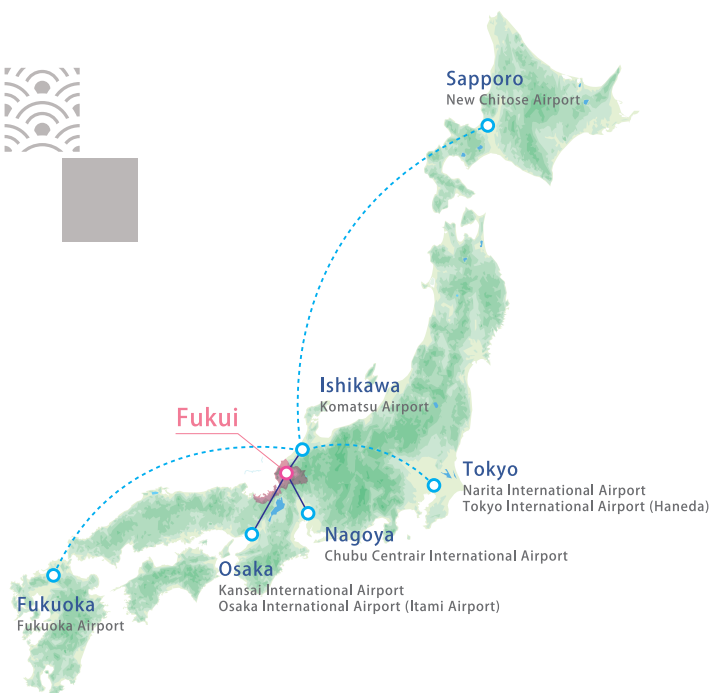 Sapporo
New Chitose Airport
Ishikawa
Komatsu Airport
Fukui
Tokyo
Narita International Airport
Tokyo International Airport (Haneda)
Nagoya
Chubu Centrair International Airport
Osaka
Kansai International Airport
Osaka International Airport (Itami Airport)
Fukuoka
Fukuoka Airport